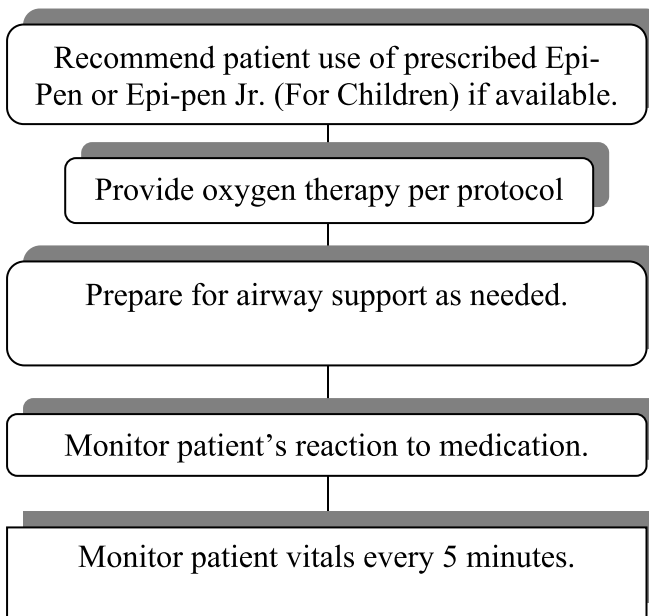 Recommend patient use of prescribed Epi-
Pen or Epi-pen Jr. (For Children) if available.
Provide oxygen therapy per protocol
Prepare for airway support as needed.
Monitor patient’s reaction to medication.
Monitor patient vitals every 5 minutes.